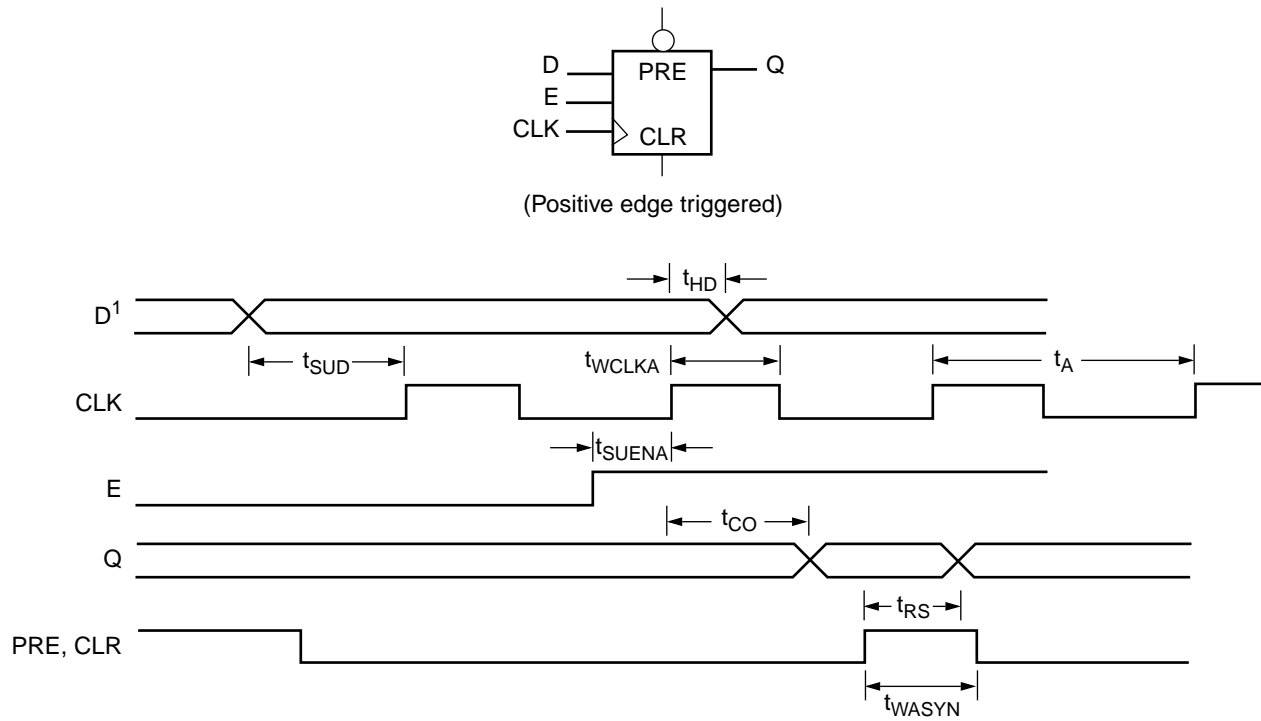 D
PRE
Q
E
CLK
CLR
(Positive edge triggered)
tHD
D1
tSUD
tWCLKA
tA
CLK
tSUENA
E
tCO
Q
tRS
PRE, CLR
tWASYN